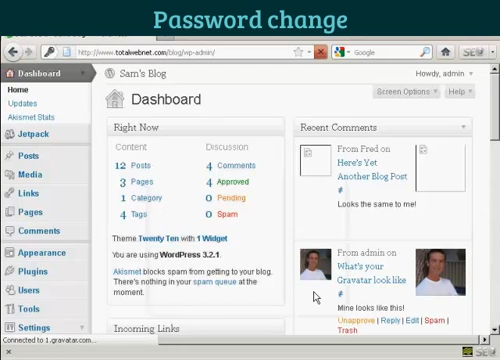 Password change
http://www.totalwebnet.com/blog/wp-admin/
Google
SEO
Dashboard
Sam's Blog
Howdy, admin
Home
Updates
Akismet Stats
Dashboard
Screen Options
Help
Jetpack
Posts
Media
Links
Pages
Comments
Appearance
Plugins
Users
Tools
Settings
Right Now
Content
Discussion
12 Posts
4 Comments
3 Pages
4 Approved
1 Category
0 Pending
4 Tags
0 Spam
Theme Twenty Ten with 1 Widget
You are using WordPress 3.2.1.
Akismet blocks spam from getting to your blog.
There's nothing in your spam queue at the
moment.
Incoming Links
Recent Comments
From Fred on
Here's Yet
Another Blog Post
#
Looks the same to me!
From admin on
What's your
Gravatar look like
#
Mine looks like this!
Unapprove | Reply | Edit | Spam |
Trash
Connected to 1.gravatar.com...
SEO